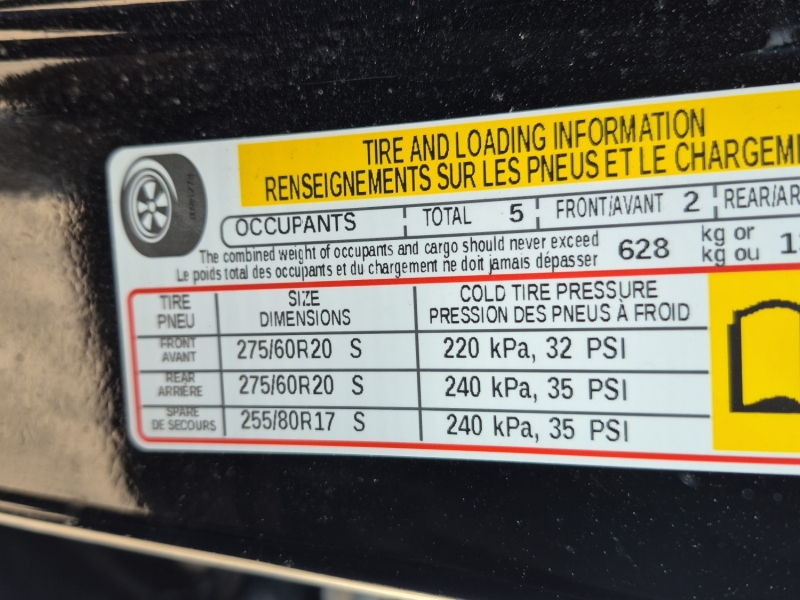 TIRE AND LOADING INFORMATION
RENSEIGNEMENTS SUR LES PNEUS ET LE CHARGEM
OCCUPANTS TOTAL 5 FRONT/AVANT 2 REAR/AR
The combined weight of occupants and cargo should never exceed
Le poids total des occupants et du chargement ne doit jamais dépasser
628 kg or
kg ou
TIRE
PNEU
SIZE
DIMENSIONS
COLD TIRE PRESSURE
PRESSION DES PNEUS À FROID
FRONT
AVANT
275/60R20 S
220 kPa, 32 PSI
REAR
ARRIÈRE
275/60R20 S
240 kPa, 35 PSI
SPARE
DE SECOURS
255/80R17 S
240 kPa, 35 PSI